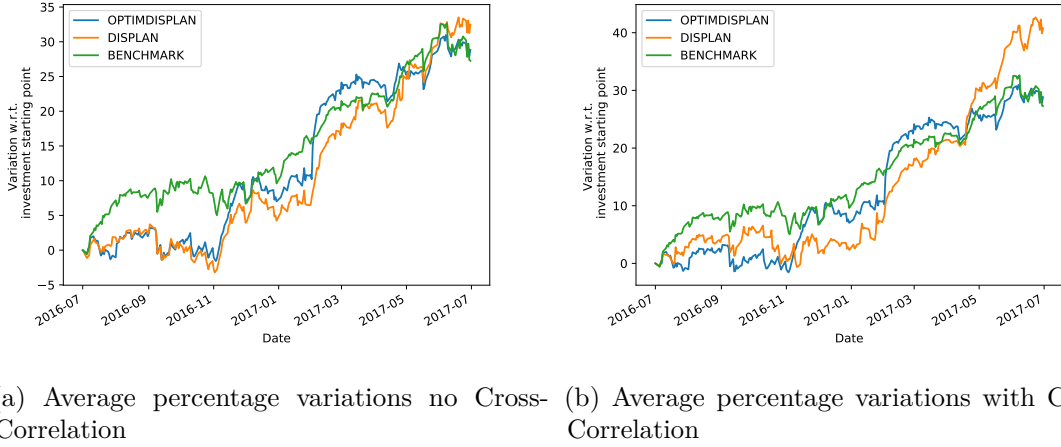 OPTIMDISPLAN
DISPLAN
BENCHMARK
Variation w.r.t.
investment starting point
35
30
25
20
15
10
5
0
−5
2016-07
2016-09
2016-11
2017-01
2017-03
2017-05
2017-07
Date
OPTIMDISPLAN
DISPLAN
BENCHMARK
Variation w.r.t.
investment starting point
40
30
20
10
0
2016-07
2016-09
2016-11
2017-01
2017-03
2017-05
2017-07
Date
a) Average percentage variations no Cross-
Correlation
(b) Average percentage variations with
Correlation